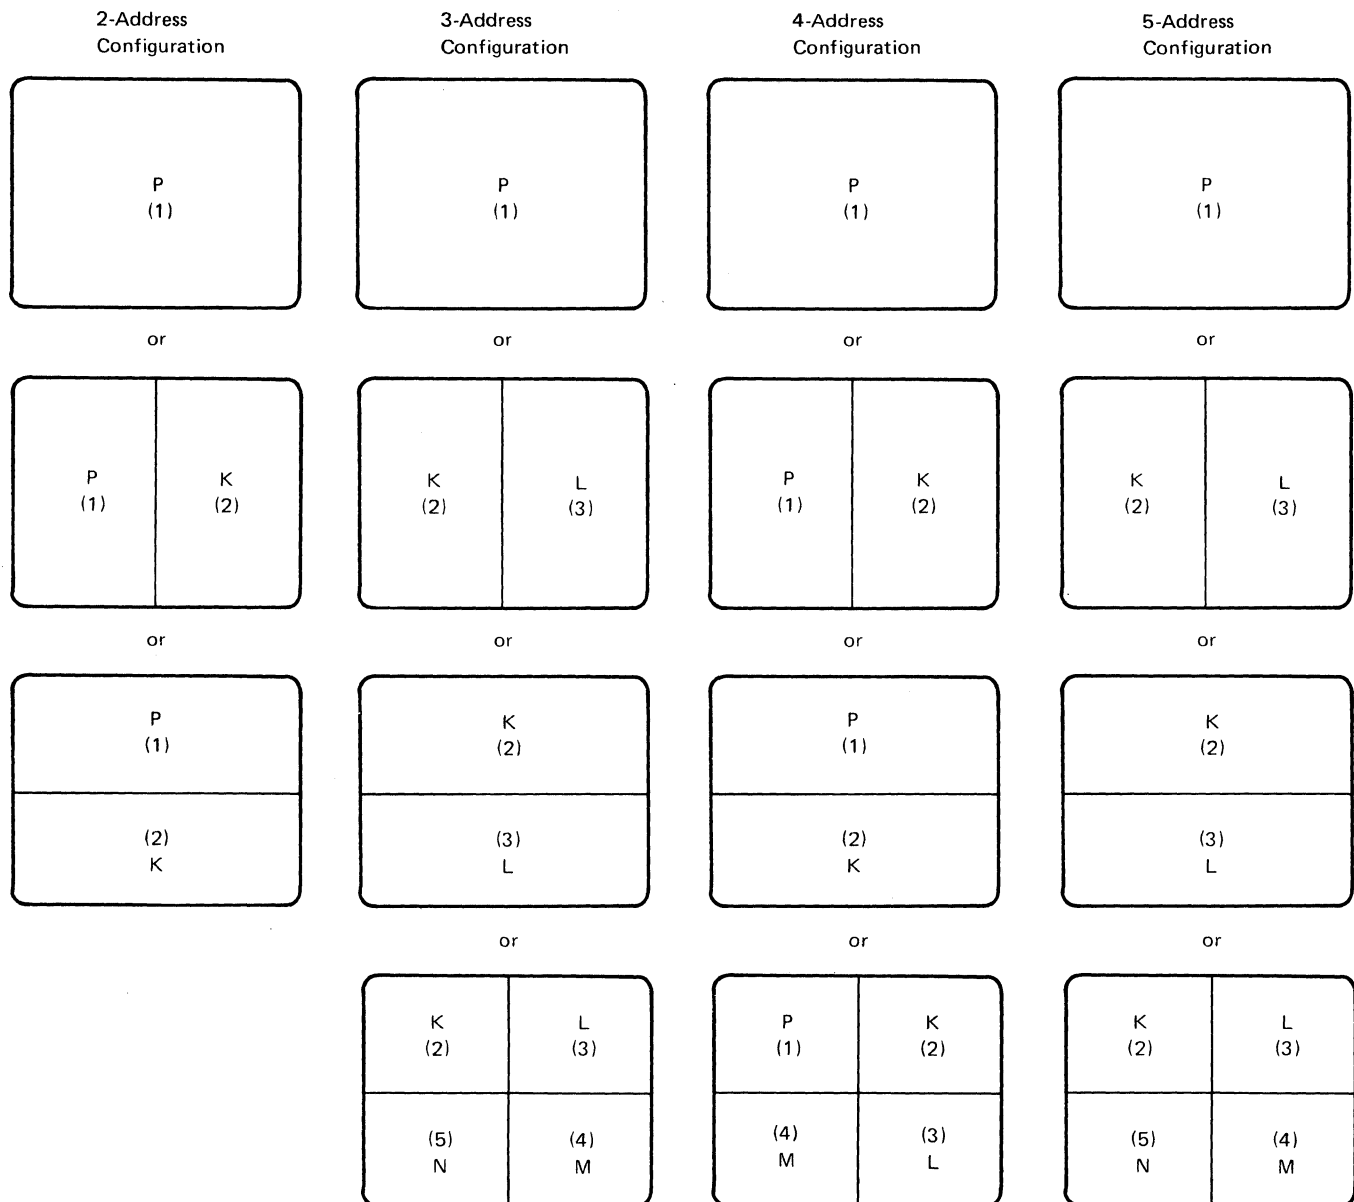 2-Address
Configuration
3-Address
Configuration
4-Address
Configuration
5-Address
Configuration
P
(1)
P
(1)
P
(1)
P
(1)
or
or
or
or
P
(1)
K
(2)
K
(2)
L
(3)
P
(1)
K
(2)
K
(2)
L
(3)
or
or
or
or
P
(1)
(2)
K
K
(2)
(3)
L
P
(1)
(2)
K
K
(2)
(3)
L
or
or
or
K
(2)
L
(3)
(5)
N
(4)
M
P
(1)
K
(2)
(4)
M
(3)
L
K
(2)
L
(3)
(5)
N
(4)
M